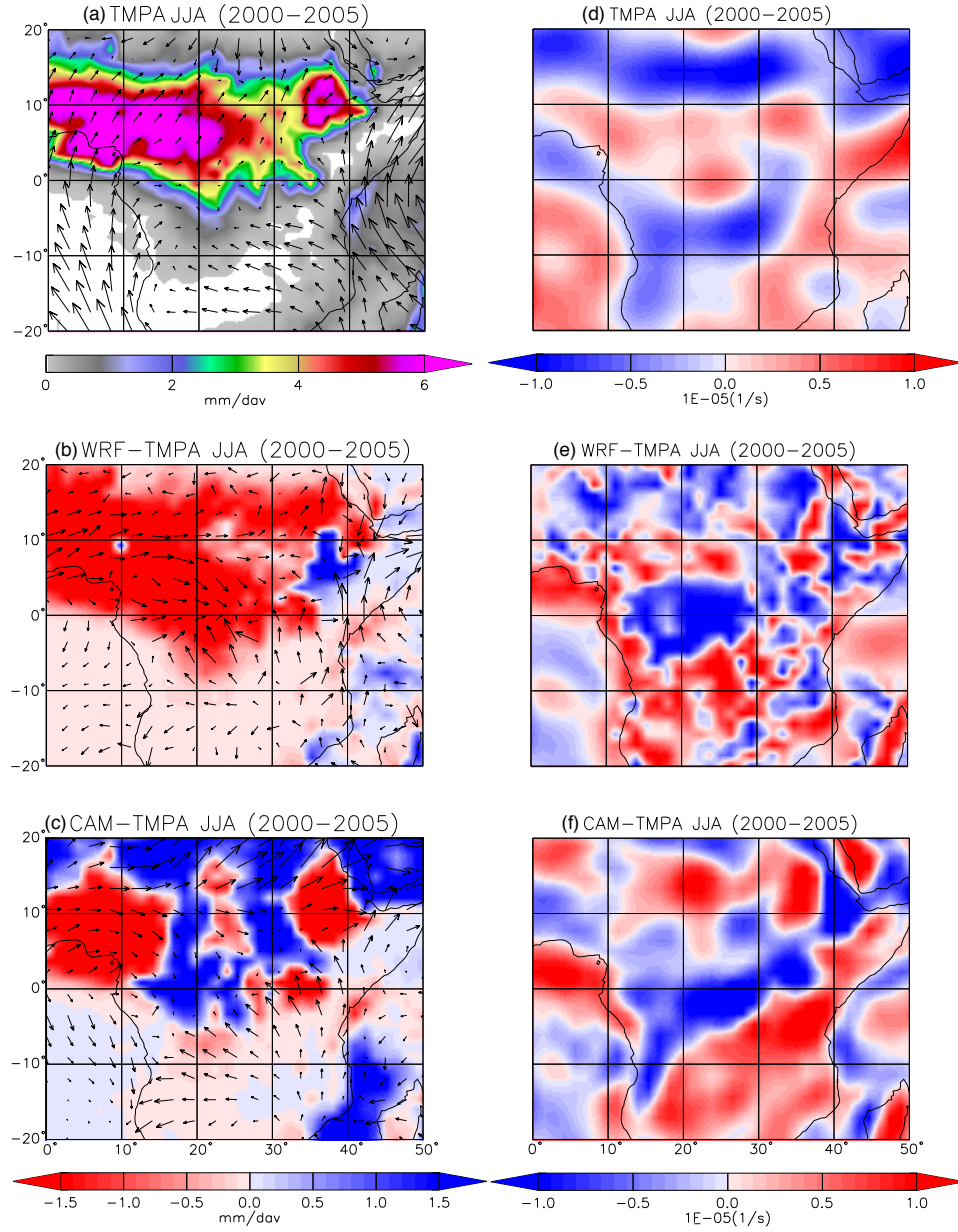 (a) TMPA JJA (2000−2005)
20°
10°
0°
−10°
−20°
0 2 4 6
mm/day
(d) TMPA JJA (2000−2005)
−1.0 −0.5 0.0 0.5 1.0
1E−05(1/s)
(b) WRF−TMPA JJA (2000−2005)
20°
10°
0°
−10°
−20°
(e) WRF−TMPA JJA (2000−2005)
(c) CAM−TMPA JJA (2000−2005)
20°
10°
0°
−10°
−20°
0° 10° 20° 30° 40° 50°
−1.5 −1.0 −0.5 0.0 0.5 1.0 1.5
mm/day
(f) CAM−TMPA JJA (2000−2005)
0° 10° 20° 30° 40° 50°
−1.0 −0.5 0.0 0.5 1.0
1E−05(1/s)